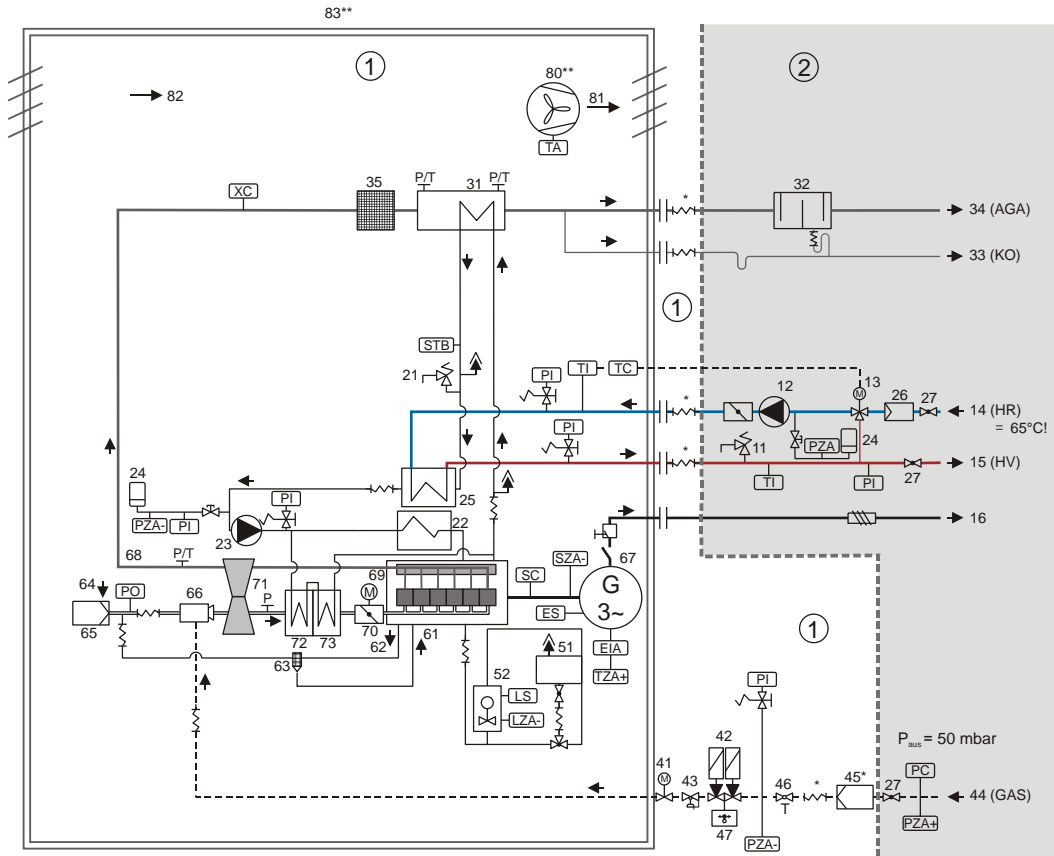 83**
1
2
80**
82
81
TA
XC
35
P/T
31
P/T
*
32
34 (AGA)
33 (KO)
1
STB
21
PI
TI
TC
12
M
13
26
27
14 (HR)
= 65°C!
*
PI
11
PZA
24
15 (HV)
*
TI
PI
27
24
25
PI
22
16
PZA-
PI
23
68
P/T
67
SZA-
SC
G
3~
ES
EIA
TZA+
64
PO
66
71
P
69
M
65
72
73
70
62
61
63
52
51
LS
LZA-
1
PI
P aus = 50 mbar
41
M
43
42
46
*
45*
27
PC
44 (GAS)
47
PZA-
PZA+